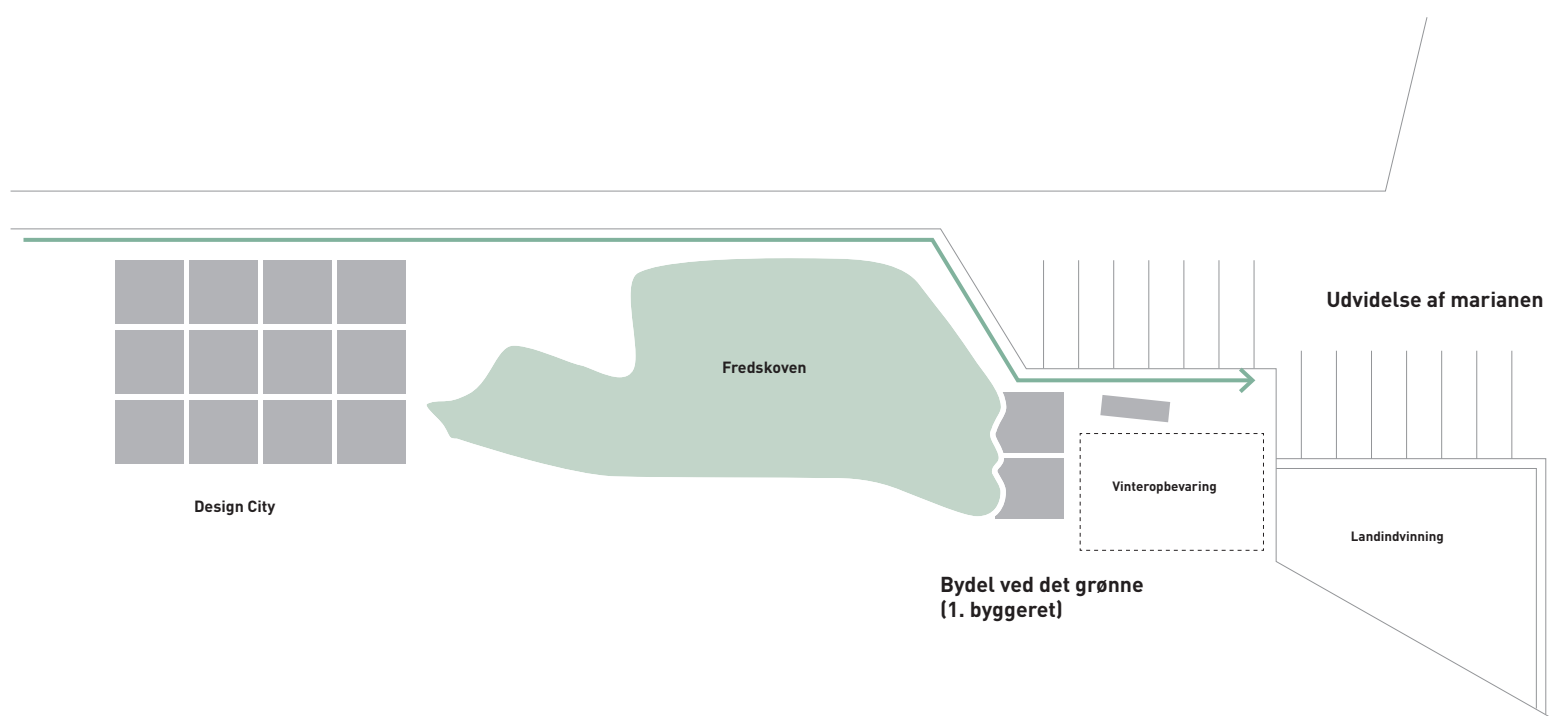 Udvidelse af marianen
Fredskoven
Vinteropbevaring
Design City
Landindvinning
Bydel ved det grønne
(1. byggeret)